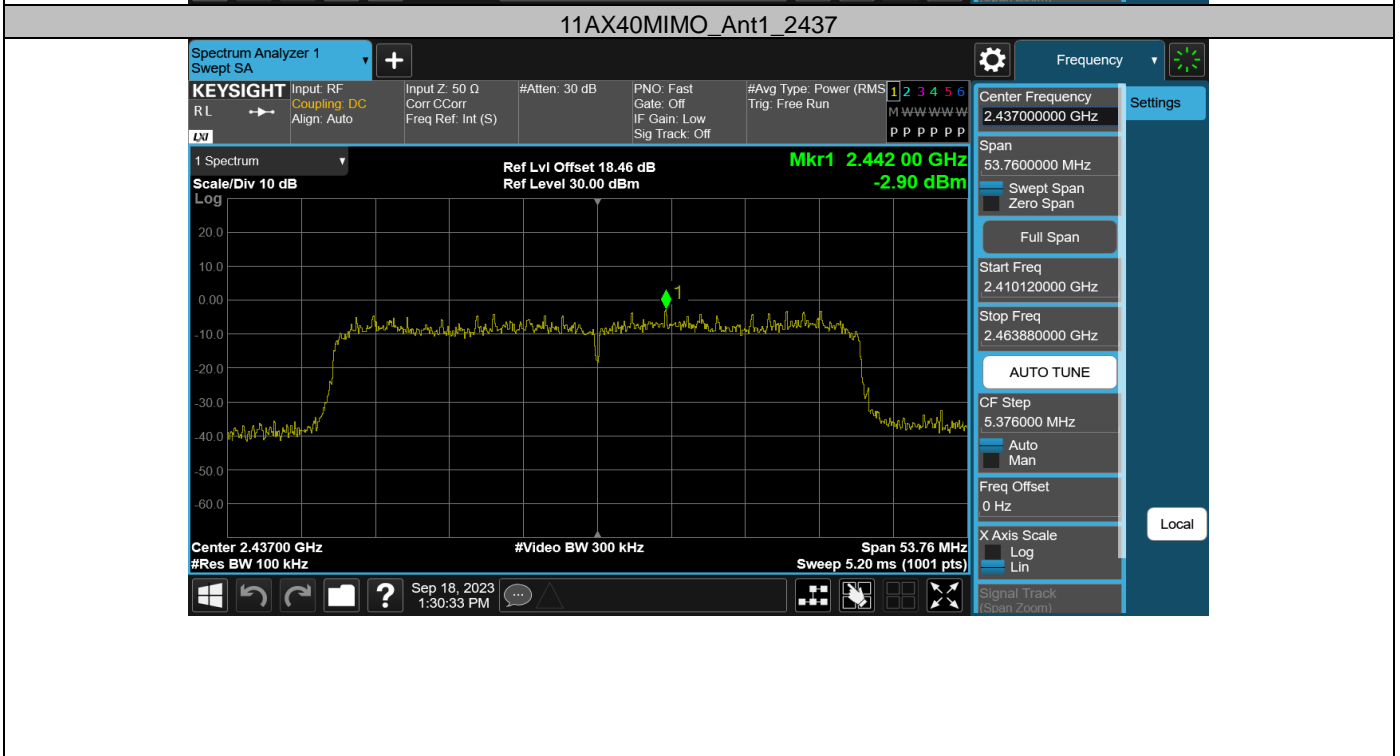 (Span Zoom)
11AX40MIMO_Ant1_2437
Spectrum Analyzer 1
Swept SA
Frequency
KEYSIGHT
RL
LXI
Input: RF
Coupling: DC
Align: Auto
Input Z: 50 Ω
Corr CCorr
Freq Ref: Int (S)
#Atten: 30 dB
PNO: Fast
Gate: Off
IF Gain: Low
Sig Track: Off
#Avg Type: Power (RMS
Trig: Free Run
1 2 3 4 5 6
M W W W W W
P P P P P P
1 Spectrum
Scale/Div 10 dB
Log
Ref Lvl Offset 18.46 dB
Ref Level 30.00 dBm
Mkr1 2.442 00 GHz
-2.90 dBm
20.0
10.0
0.00
-10.0
-20.0
-30.0
-40.0
-50.0
-60.0
1
Center 2.43700 GHz
#Res BW 100 kHz
#Video BW 300 kHz
Span 53.76 MHz
Sweep 5.20 ms (1001 pts)
Sep 18, 2023
1:30:33 PM
Center Frequency
2.437000000 GHz
Span
53.7600000 MHz
Swept Span
Zero Span
Full Span
Start Freq
2.410120000 GHz
Stop Freq
2.463880000 GHz
AUTO TUNE
CF Step
5.376000 MHz
Auto
Man
Freq Offset
0 Hz
X Axis Scale
Log
Lin
Signal Track
(Span Zoom)
Settings
Local